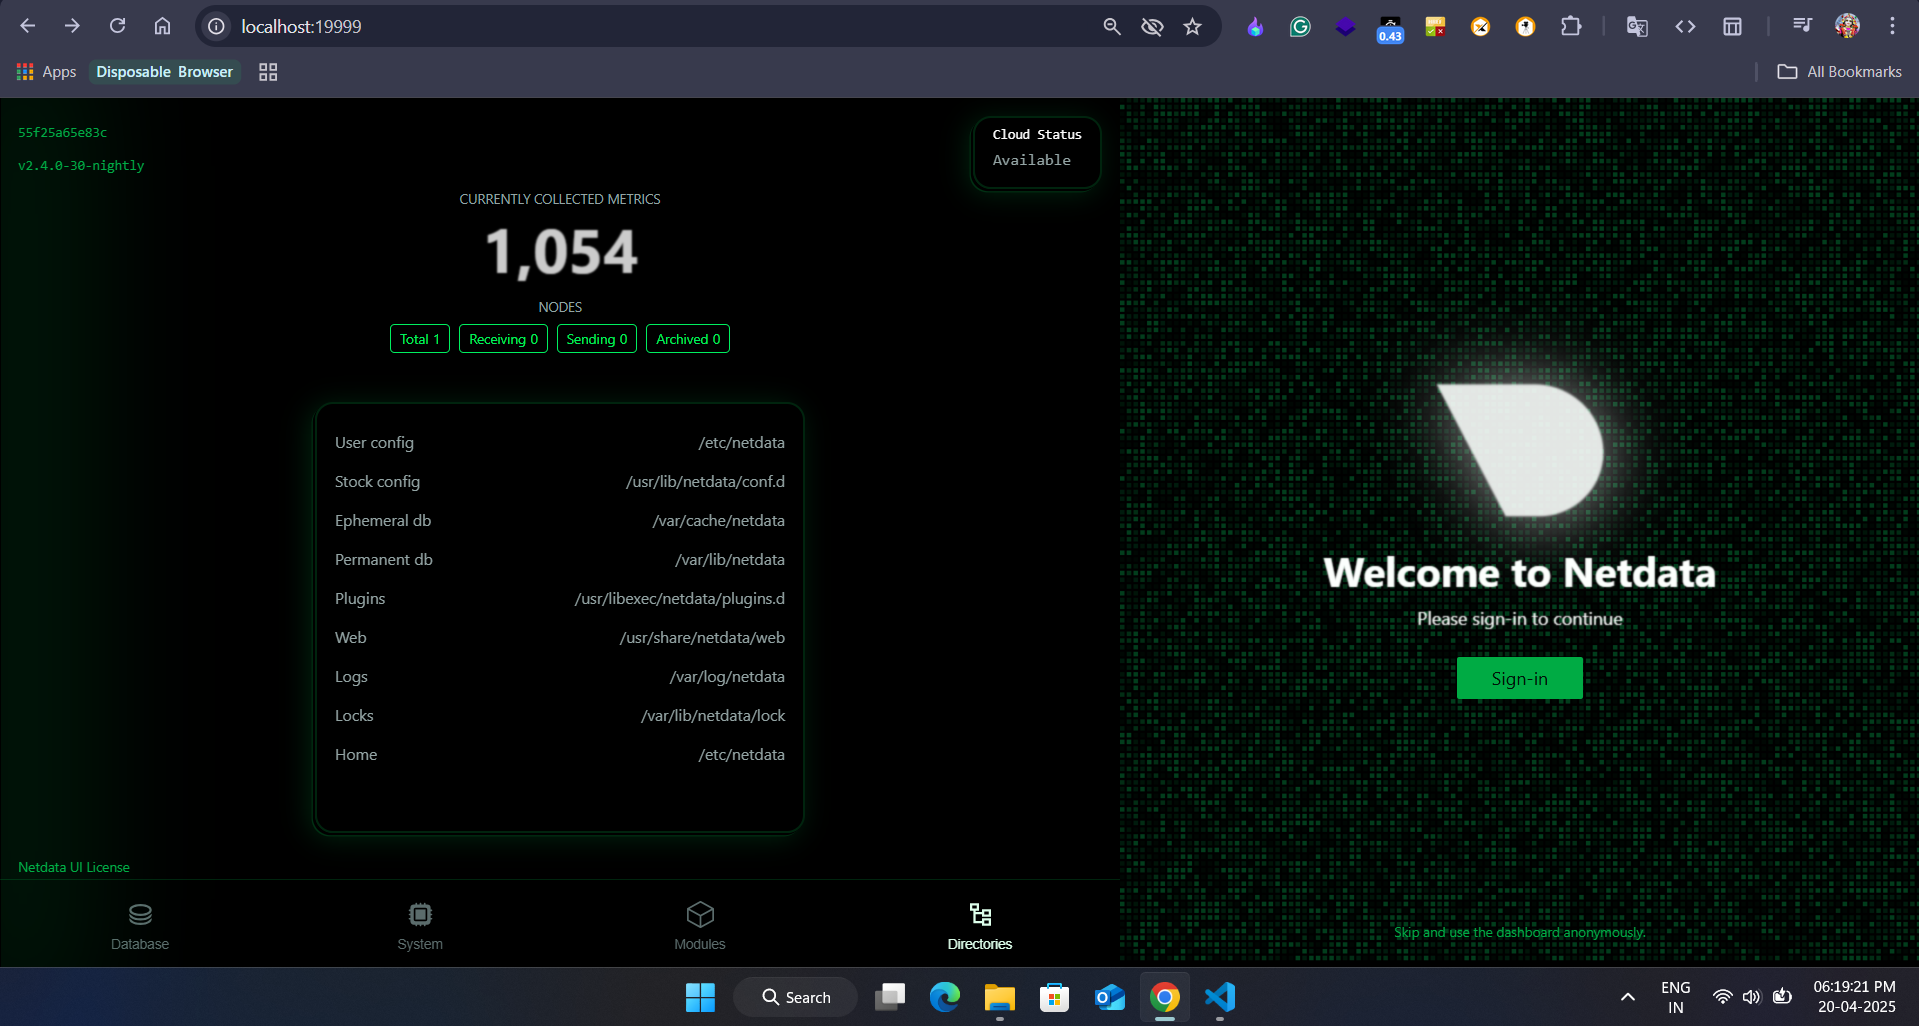 localhost:19999
0.43
Apps
Disposable Browser
All Bookmarks
55f25a65e83c
v2.4.0-30-nightly
Cloud Status
Available
CURRENTLY COLLECTED METRICS
1,054
NODES
Total 1 Receiving 0 Sending 0 Archived 0
User config /etc/netdata
Stock config /usr/lib/netdata/conf.d
Ephemeral db /var/cache/netdata
Permanent db /var/lib/netdata
Plugins /usr/libexec/netdata/plugins.d
Web /usr/share/netdata/web
Logs /var/log/netdata
Locks /var/lib/netdata/lock
Home /etc/netdata
Netdata UI License
Database System Modules Directories
Welcome to Netdata
Please sign-in to continue
Sign-in
Skip and use the dashboard anonymously.
Search
ENG
IN
06:19:21 PM
20-04-2025